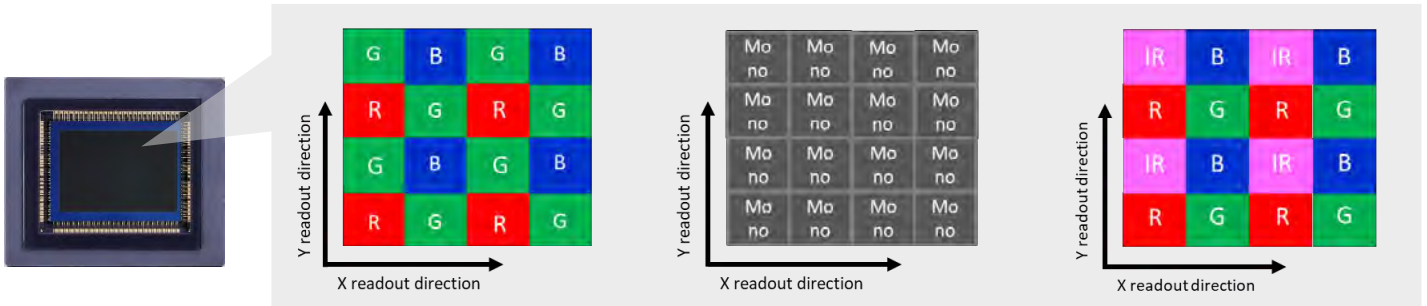 G B G B
R G R G
G B G B
R G R G
Y readout direction
X readout direction
Mo Mo Mo Mo
no no no no
Mo Mo Mo Mo
no no no no
Mo Mo Mo Mo
no no no no
Mo Mo Mo Mo
no no no no
Y readout direction
X readout direction
IR B IR B
R G R G
IR B IR B
R G R G
Y readout direction
X readout direction